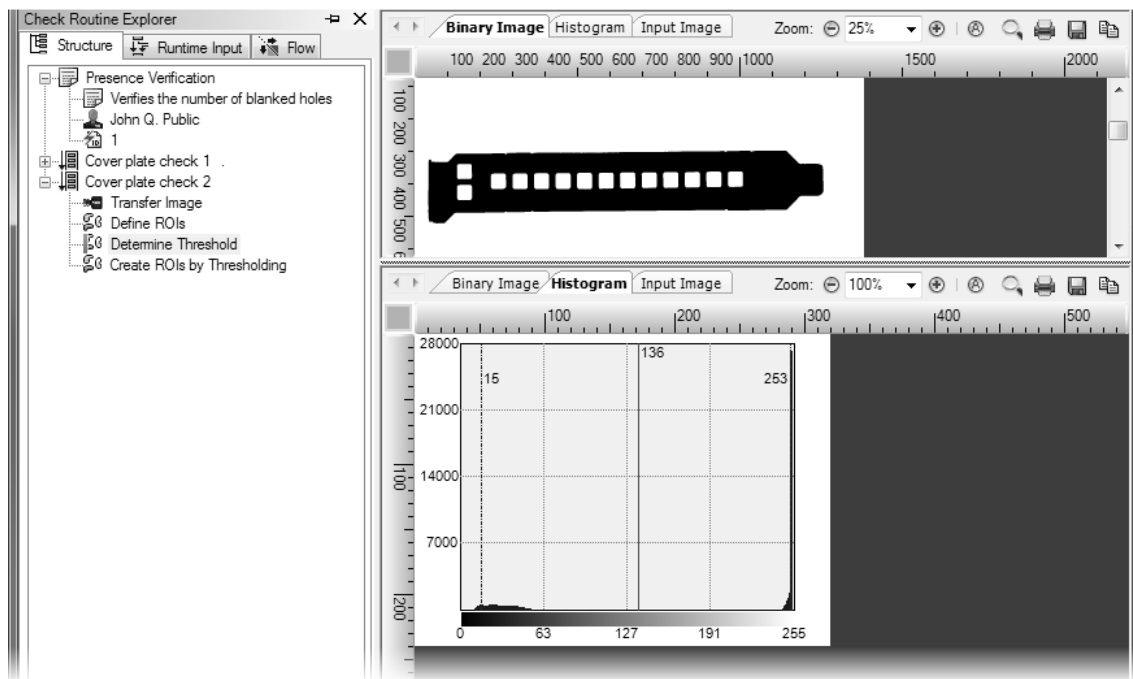 Check Routine Explorer
Structure Runtime Input Flow
Presence Verification
Verifies the number of blanked holes
John Q. Public
1
Cover plate check 1 .
Cover plate check 2
Transfer Image
Define ROIs
Determine Threshold
Create ROIs by Thresholding
Binary Image Histogram Input Image Zoom: 25%
100 200 300 400 500 600 700 800 900 1000 1500 2000
100 200 300 400 500 6
Binary Image Histogram Input Image Zoom: 100%
100 200 300 400 500
100 200
28000
136
15 253
21000
14000
7000
0 63 127 191 255